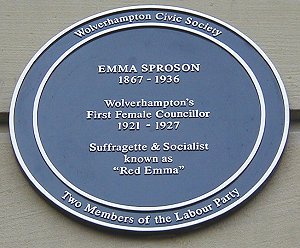 Wolverhampton Civic Society
EMMA SPROSON
1867 - 1936
Wolverhampton's
First Female Councillor
1921 - 1927
Suffragette & Socialist
known as
"Red Emma"
Two Members of the Labour Party